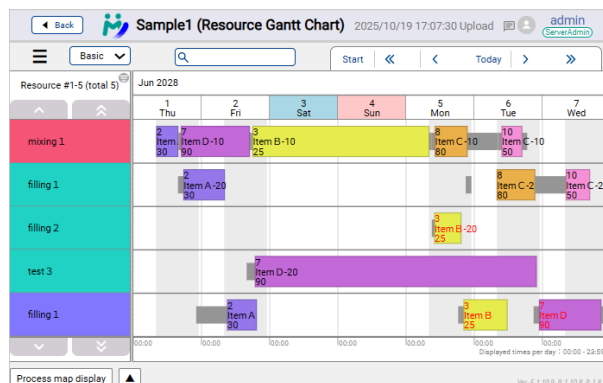 Back
Sample1 (Resource Gantt Chart)
2025/10/19 17:07:30 Upload
admin
(ServerAdmin)
Basic
Start
Today
Resource #1-5 (total 5)
Jun 2028
1
Thu
2
Fri
3
Sat
4
Sun
5
Mon
6
Tue
7
Wed
mixing 1
2
Item
30
7
Item D-10
90
3
Item B-10
25
8
Item C-10
80
10
Item C-10
50
filling 1
2
Item A-20
30
8
Item C-2
80
10
Item C-2
50
filling 2
3
Item B-20
25
test 3
7
Item D-20
90
filling 1
2
Item A
30
3
Item B
25
7
Item D
90
00:00
00:00
00:00
00:00
00:00
00:00
00:00
Displayed times per day : 00:00 - 23:59
Process map display